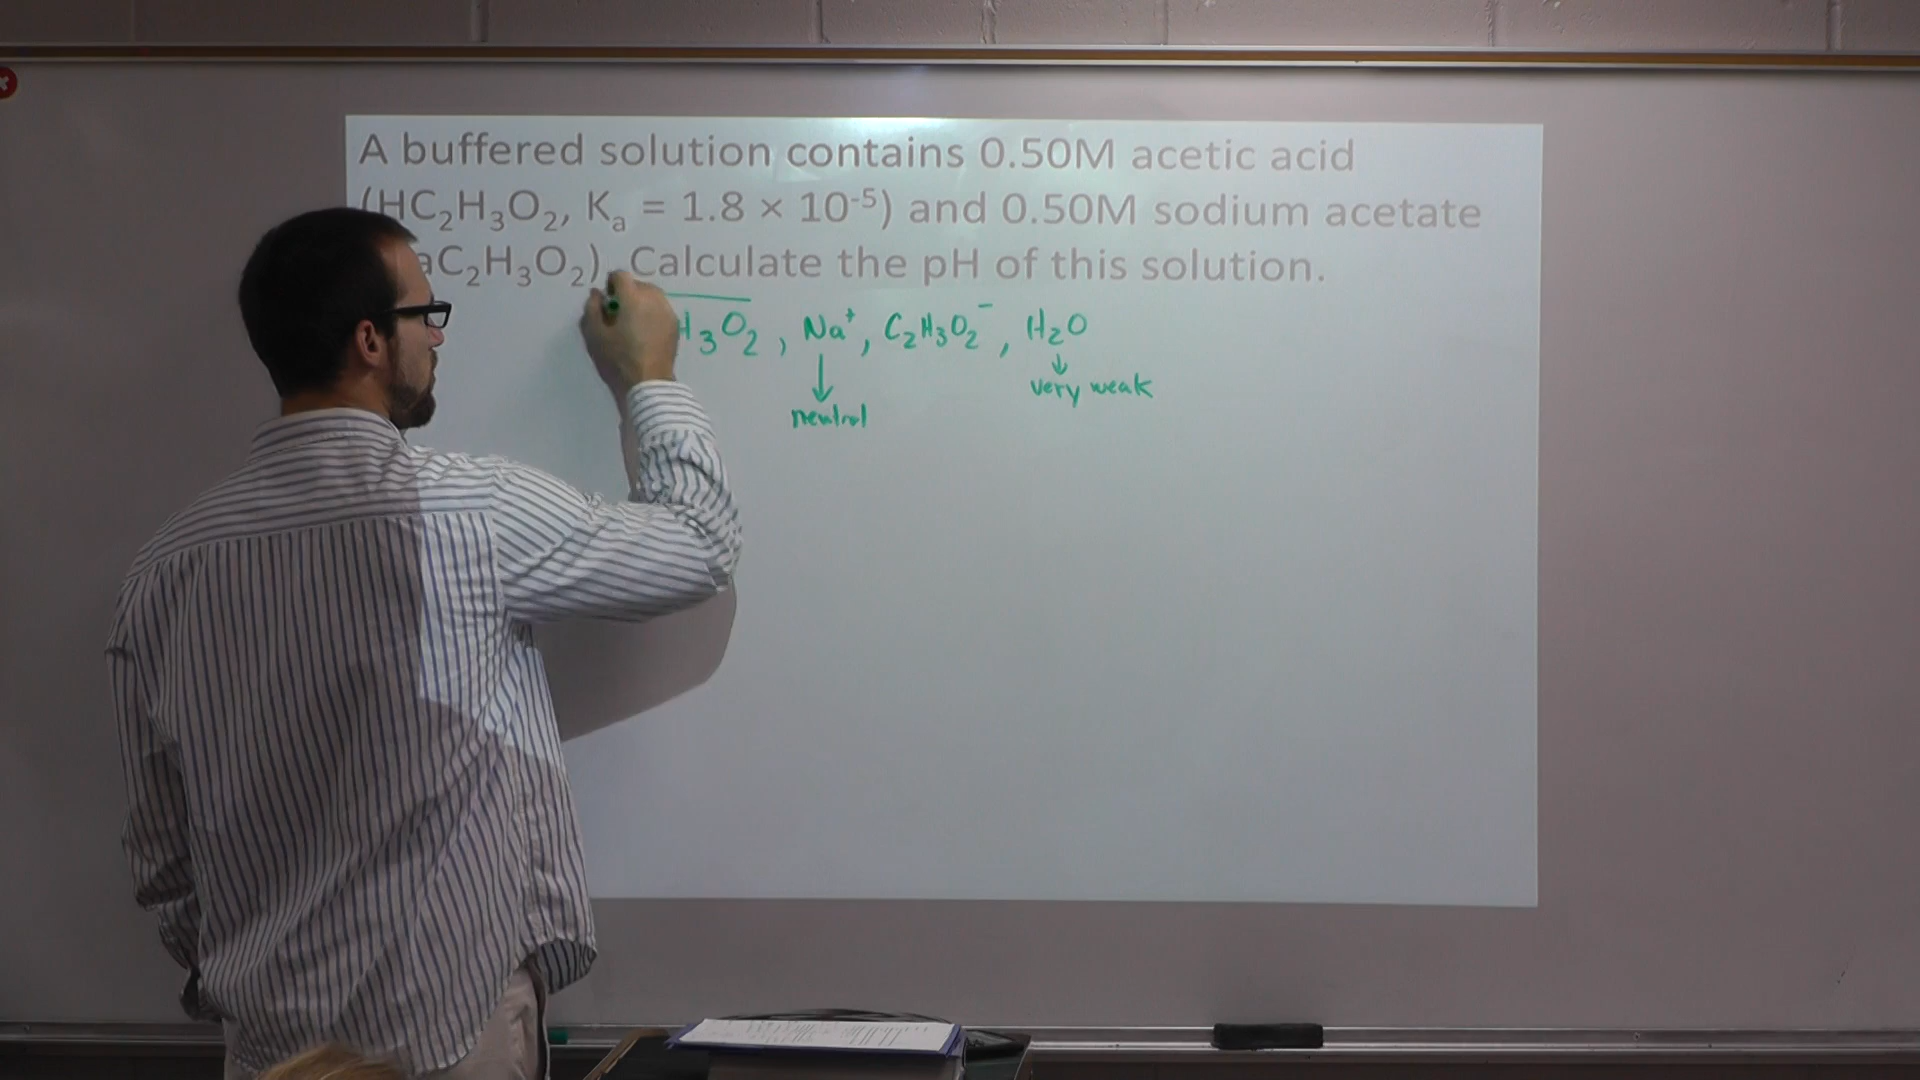 A buffered solution contains 0.50M acetic acid
(HC₂H₃O₂, Kₐ = 1.8 × 10⁻⁵) and 0.50M sodium acetate
aC₂H₃O₂). Calculate the pH of this solution.
H₃O₂, Na⁺, C₂H₃O₂⁻, H₂O
↓ ↓
very weak
neutral